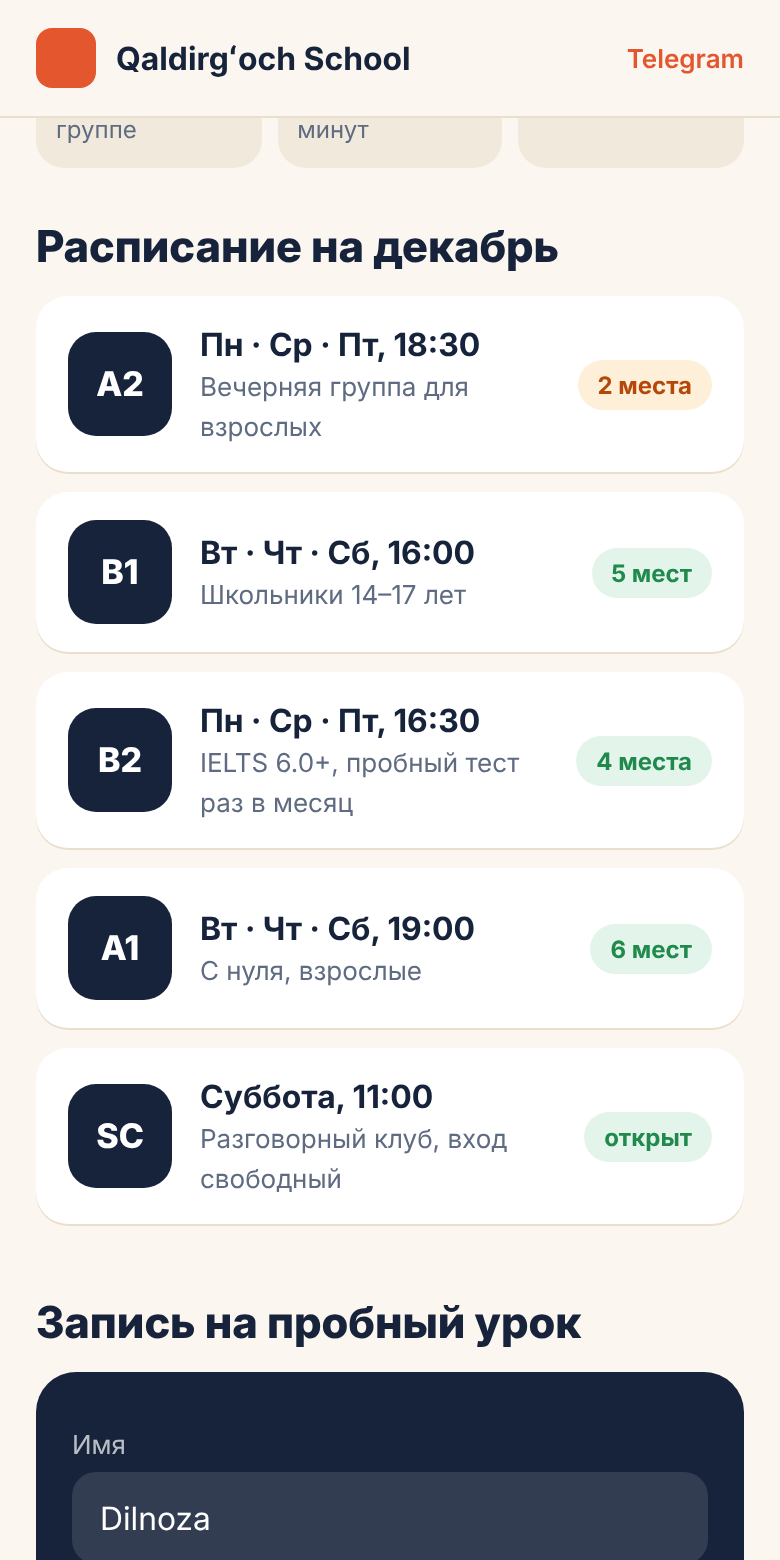 Qaldirgʻoch School
Telegram
группе
минут
Расписание на декабрь
A2
Пн · Ср · Пт, 18:30
Вечерняя группа для
взрослых
2 места
B1
Вт · Чт · Сб, 16:00
Школьники 14–17 лет
5 мест
B2
Пн · Ср · Пт, 16:30
IELTS 6.0+, пробный тест
раз в месяц
4 места
A1
Вт · Чт · Сб, 19:00
С нуля, взрослые
6 мест
SC
Суббота, 11:00
Разговорный клуб, вход
свободный
открыт
Запись на пробный урок
Имя
Dilnoza